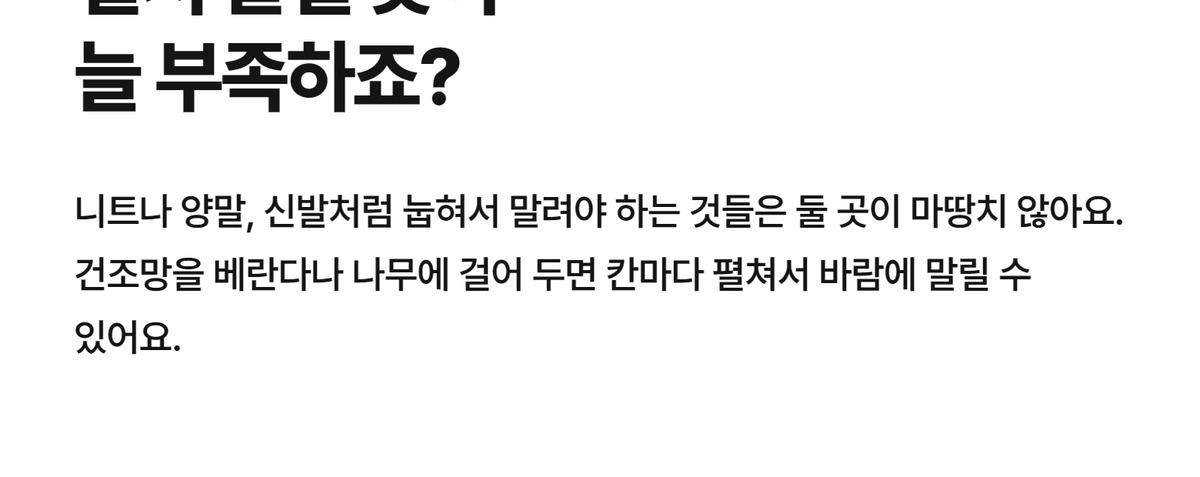 늘 부족하죠?
니트나 양말, 신발처럼 눕혀서 말려야 하는 것들은 둘 곳이 마땅치 않아요.
건조망을 베란다나 나무에 걸어 두면 칸마다 펼쳐서 바람에 말릴 수
있어요.